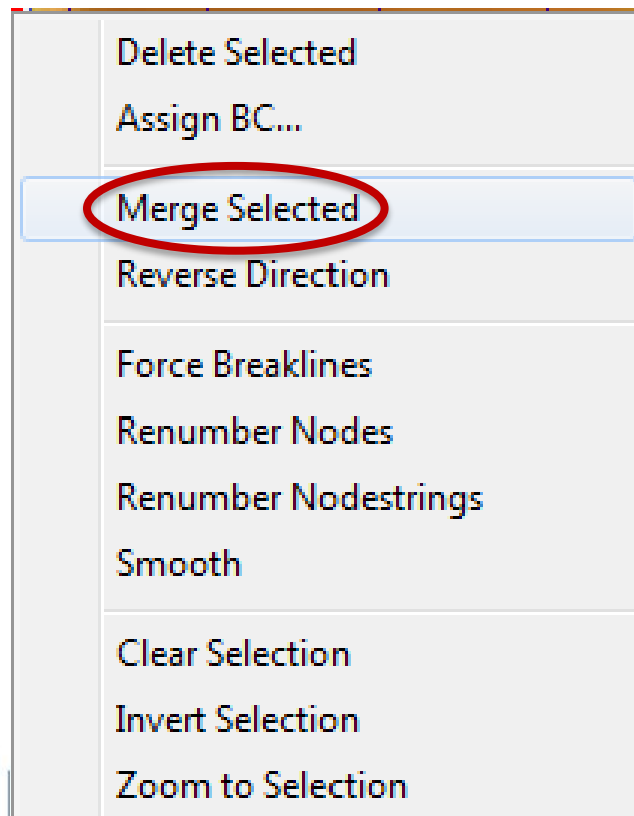 Delete Selected
Assign BC...
Merge Selected
Reverse Direction
Force Breaklines
Renumber Nodes
Renumber Nodestrings
Smooth
Clear Selection
Invert Selection
Zoom to Selection